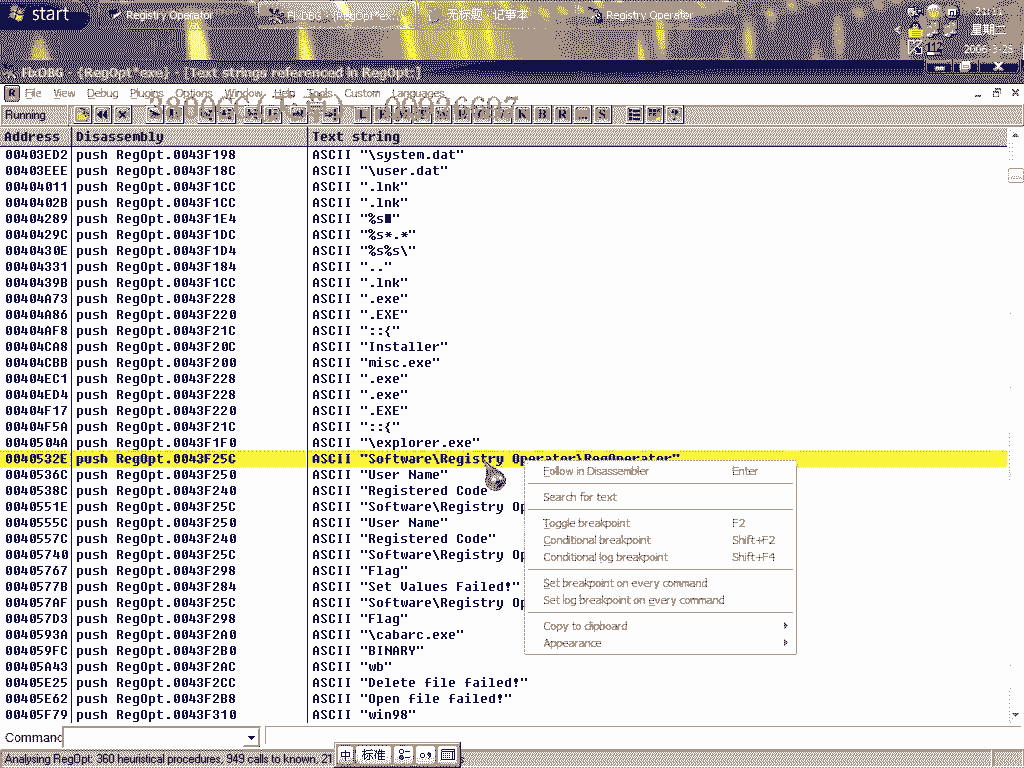 start
Registry Operator
FlxDBG - {RegOpt*ex
无标题 - 记事本
Registry Operator
23:11
2006-3-28
FlxDBG - {RegOpt*exe} - [Text strings referenced in RegOpt:]
File View Debug Plugins Options Window Help Tools Custom Languages
Running
Address Disassembly Text string
00403ED2 push RegOpt.0043F198 ASCII "\system.dat"
00403EEE push RegOpt.0043F18C ASCII "\user.dat"
00404011 push RegOpt.0043F1CC ASCII ".lnk"
0040402B push RegOpt.0043F1CC ASCII ".lnk"
00404289 push RegOpt.0043F1E4 ASCII "%s■"
0040429C push RegOpt.0043F1DC ASCII "%s*.*"
0040430E push RegOpt.0043F1D4 ASCII "%s%s\"
00404331 push RegOpt.0043F184 ASCII ".."
0040439B push RegOpt.0043F1CC ASCII ".lnk"
00404A73 push RegOpt.0043F228 ASCII ".exe"
00404A86 push RegOpt.0043F220 ASCII ".EXE"
00404AF8 push RegOpt.0043F21C ASCII "::{"
00404CA8 push RegOpt.0043F20C ASCII "Installer"
00404CBB push RegOpt.0043F200 ASCII "misc.exe"
00404EC1 push RegOpt.0043F228 ASCII ".exe"
00404ED4 push RegOpt.0043F228 ASCII ".exe"
00404F17 push RegOpt.0043F220 ASCII ".EXE"
00404F5A push RegOpt.0043F21C ASCII "::{"
0040504A push RegOpt.0043F1F0 ASCII "\explorer.exe"
0040532E push RegOpt.0043F25C ASCII "Software\Registry Operator\RegOperator"
0040536C push RegOpt.0043F250 ASCII "User Name"
0040538C push RegOpt.0043F240 ASCII "Registered Code"
0040551E push RegOpt.0043F25C ASCII "Software\Registry Op
0040555C push RegOpt.0043F250 ASCII "User Name"
0040557C push RegOpt.0043F240 ASCII "Registered Code"
00405740 push RegOpt.0043F25C ASCII "Software\Registry Op
00405767 push RegOpt.0043F298 ASCII "Flag"
0040577B push RegOpt.0043F284 ASCII "Set Values Failed!"
004057AF push RegOpt.0043F25C ASCII "Software\Registry Op
004057D3 push RegOpt.0043F298 ASCII "Flag"
0040593A push RegOpt.0043F2A0 ASCII "\cabarc.exe"
004059FC push RegOpt.0043F2B0 ASCII "BINARY"
00405A43 push RegOpt.0043F2AC ASCII "wb"
00405E25 push RegOpt.0043F2CC ASCII "Delete file failed!"
00405E62 push RegOpt.0043F2B8 ASCII "Open file failed!"
00405F79 push RegOpt.0043F310 ASCII "win98"
Follow in Disassembler Enter
Search for text
Toggle breakpoint F2
Conditional breakpoint Shift+F2
Conditional log breakpoint Shift+F4
Set breakpoint on every command
Set log breakpoint on every command
Copy to clipboard
Appearance
Command
Analysing RegOpt: 360 heuristical procedures, 949 calls to known, 21
中 标准